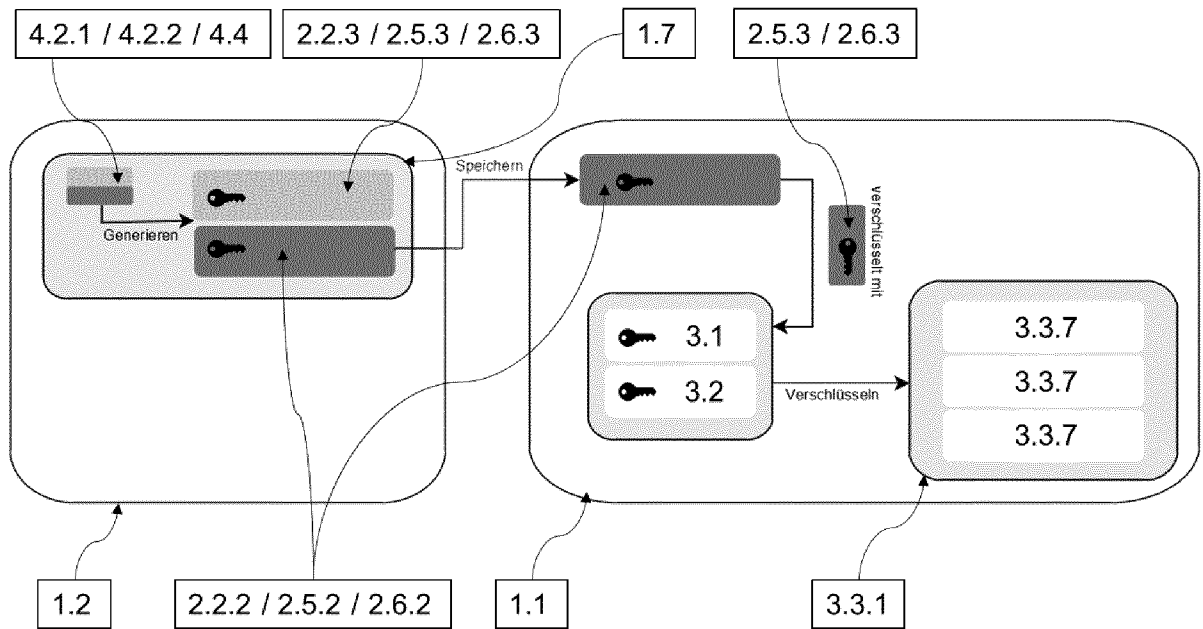 4.2.1 / 4.2.2 / 4.4
2.2.3 / 2.5.3 / 2.6.3
1.7
2.5.3 / 2.6.3
Speichern
Generieren
verschlüsselt mit
3.1
3.2
Verschlüseln
3.3.7
3.3.7
3.3.7
1.2
2.2.2 / 2.5.2 / 2.6.2
1.1
3.3.1